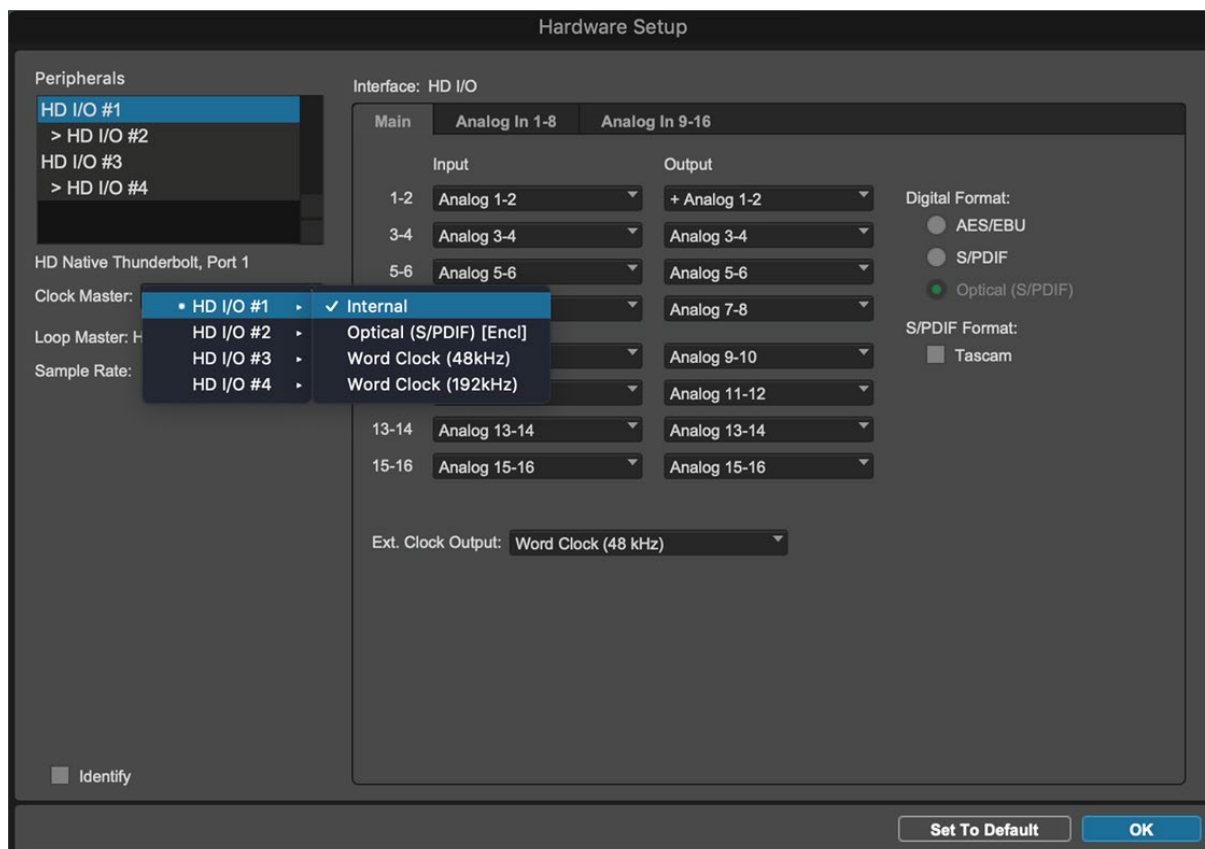 Hardware Setup
Peripherals
HD I/O #1
> HD I/O #2
HD I/O #3
> HD I/O #4
HD Native Thunderbolt, Port 1
Clock Master:
HD I/O #1
HD I/O #2
HD I/O #3
HD I/O #4
✓ Internal
Optical (S/PDIF) [Encl]
Word Clock (48kHz)
Word Clock (192kHz)
Loop Master: H
Sample Rate:
Identify
Interface: HD I/O
Main Analog In 1-8 Analog In 9-16
Input Output
1-2 Analog 1-2 + Analog 1-2
3-4 Analog 3-4 Analog 3-4
5-6 Analog 5-6 Analog 5-6
Analog 7-8
Analog 9-10
Analog 11-12
13-14 Analog 13-14 Analog 13-14
15-16 Analog 15-16 Analog 15-16
Ext. Clock Output: Word Clock (48 kHz)
Digital Format:
AES/EBU
S/PDIF
Optical (S/PDIF)
S/PDIF Format:
Tascam
Set To Default
OK